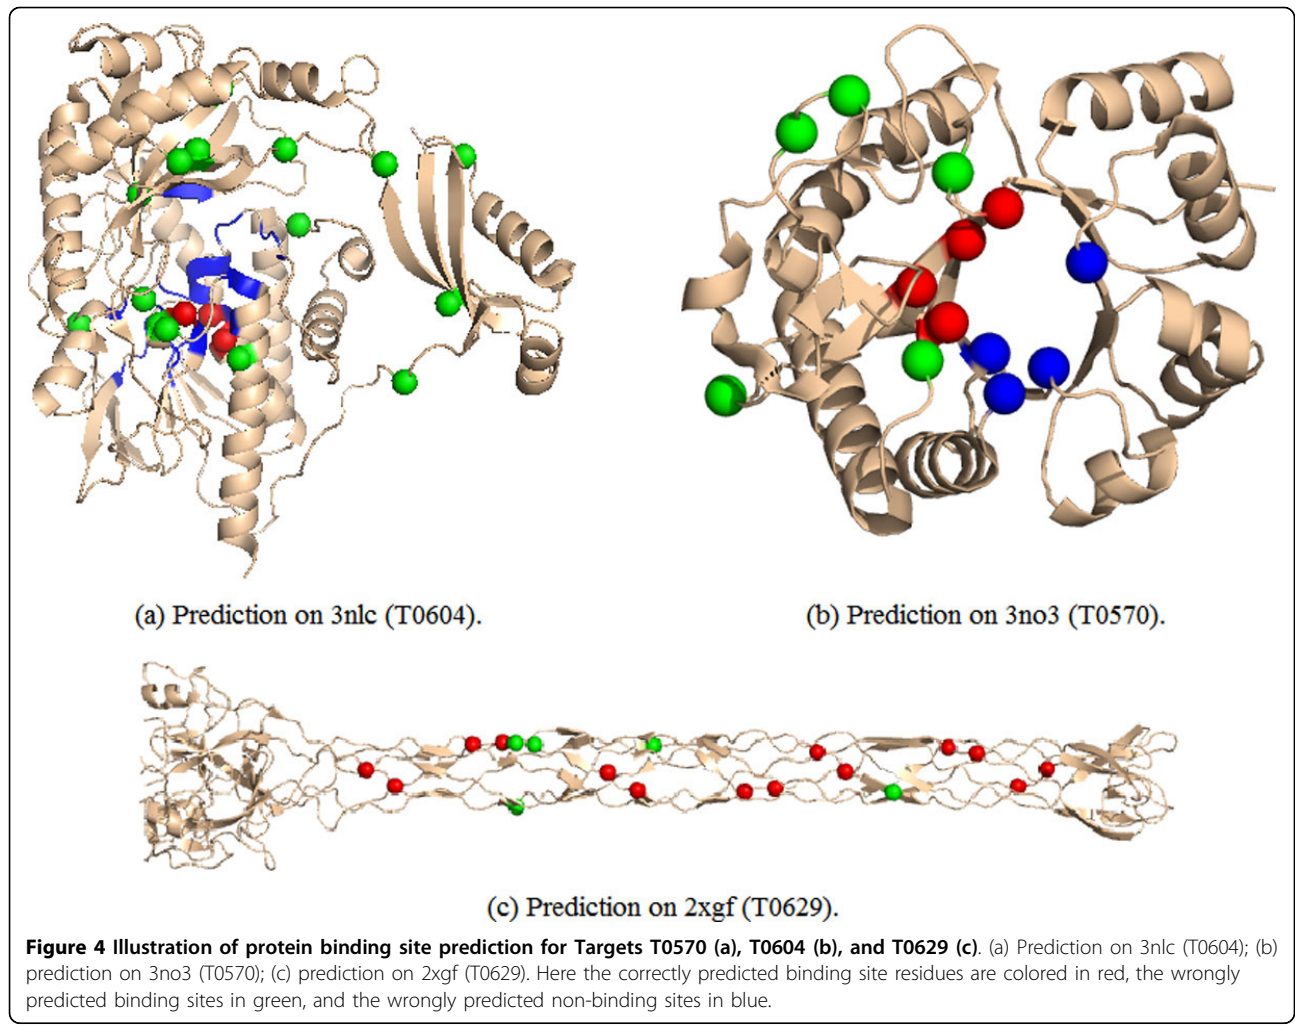 (a) Prediction on 3nlc (T0604).
(b) Prediction on 3no3 (T0570).
(c) Prediction on 2xgf (T0629).
Figure 4 Illustration of protein binding site prediction for Targets T0570 (a), T0604 (b), and T0629 (c). (a) Prediction on 3nlc (T0604); (b)
prediction on 3no3 (T0570); (c) prediction on 2xgf (T0629). Here the correctly predicted binding site residues are colored in red, the wrongly
predicted binding sites in green, and the wrongly predicted non-binding sites in blue.